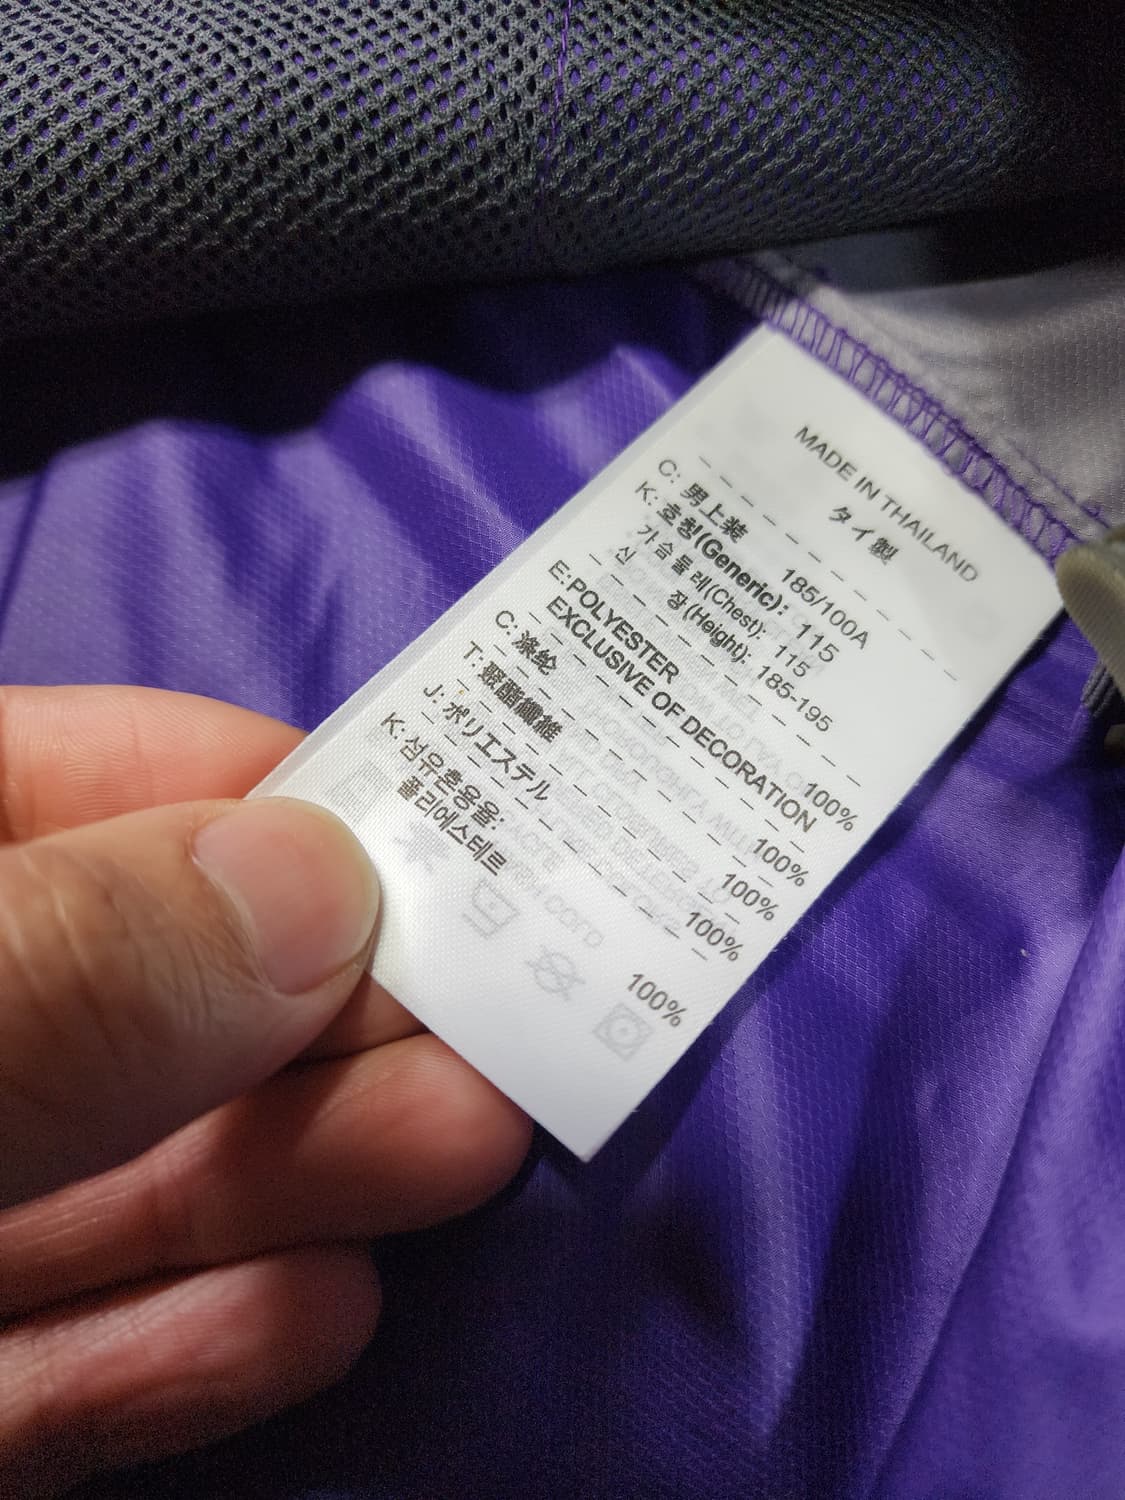 MADE IN THAILAND
タイ製
C: 男上装 185/100A
K: 호칭(Generic): 115
가슴둘레(Chest): 115
신 장(Height): 185-195
E:POLYESTER 100%
EXCLUSIVE OF DECORATION
C: 涤纶 100%
T: 聚酯纖維 100%
J: ポリエステル 100%
K: 섬유혼용율:
폴리에스테르 100%